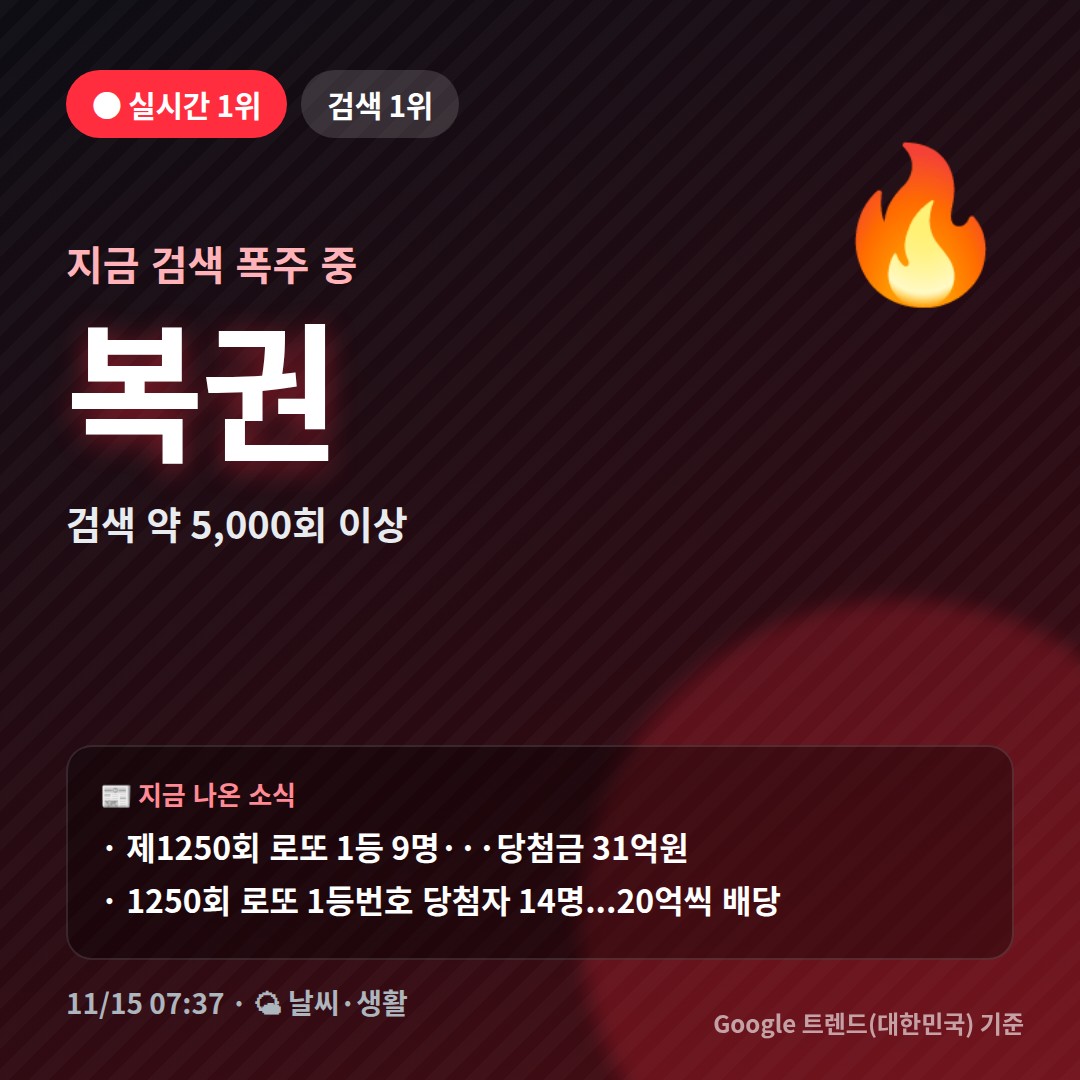 실시간 1위
검색 1위
지금 검색 폭주 중
복권
검색 약 5,000회 이상
지금 나온 소식
· 제1250회 로또 1등 9명···당첨금 31억원
· 1250회 로또 1등번호 당첨자 14명...20억씩 배당
11/15 07:37 · 날씨·생활
Google 트렌드(대한민국) 기준